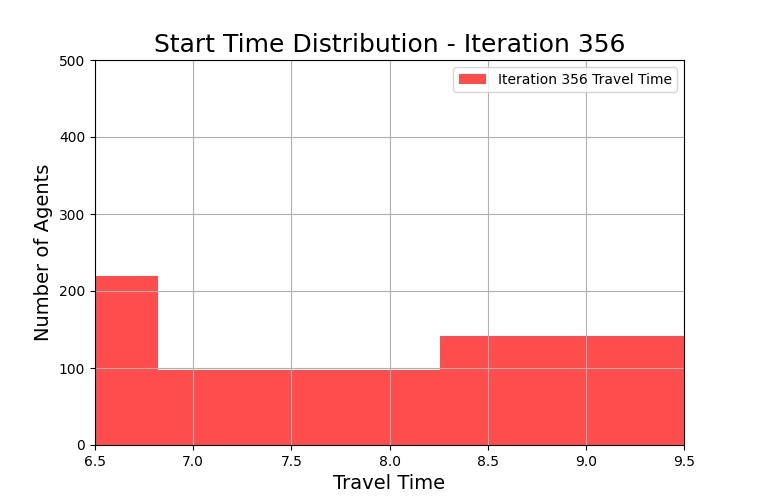 Start Time Distribution - Iteration 356
Iteration 356 Travel Time
Number of Agents
500
400
300
200
100
0
6.5 7.0 7.5 8.0 8.5 9.0 9.5
Travel Time